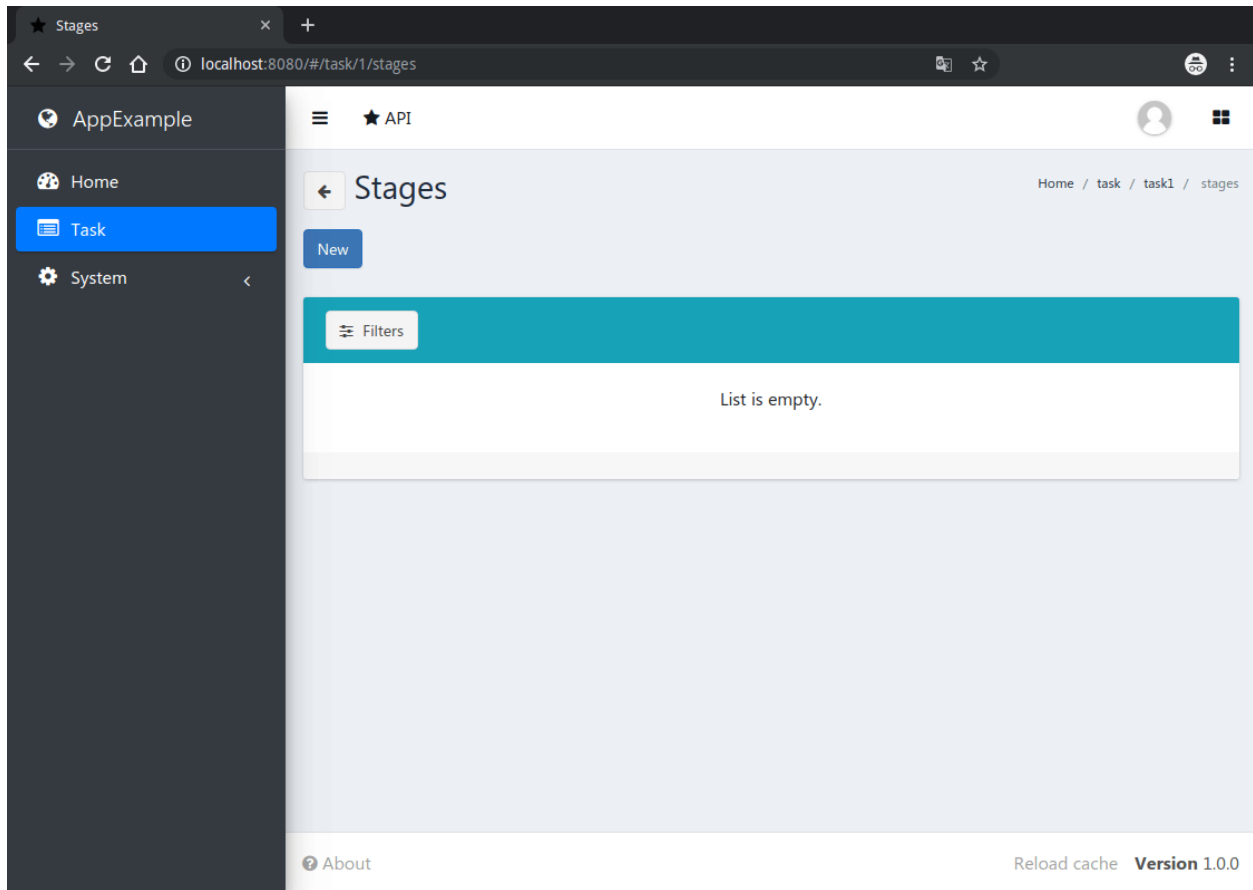 Stages
localhost:8080/#/task/1/stages
AppExample
API
Home
Task
System
Stages
Home / task / task1 / stages
New
Filters
List is empty.
About
Reload cache Version 1.0.0